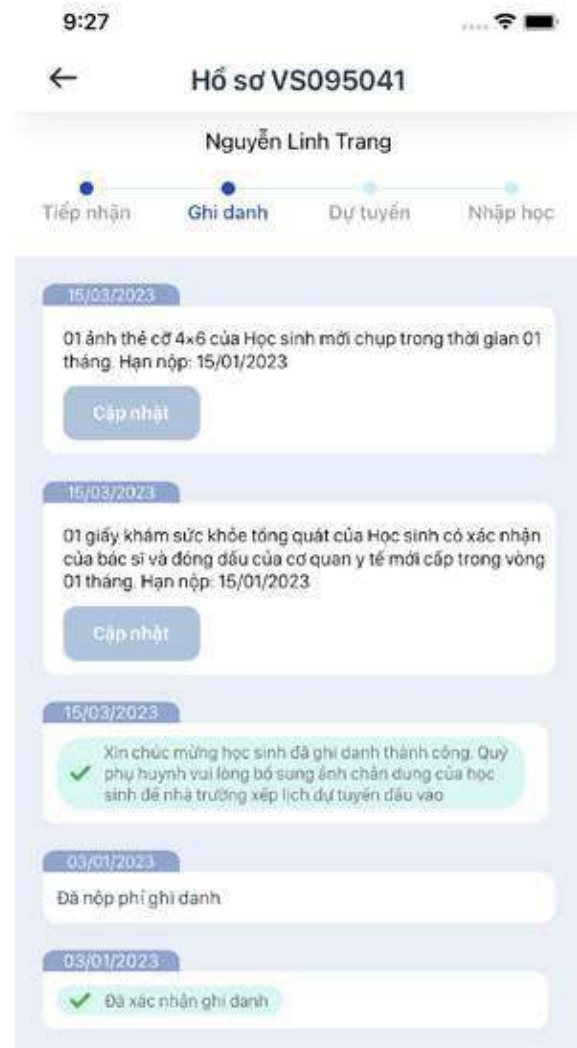 9:27
Hồ sơ VS095041
Nguyễn Linh Trang
Tiếp nhận Ghi danh Dự tuyển Nhập học
15/03/2023
01 ảnh thẻ cỡ 4×6 của Học sinh mới chụp trong thời gian 01
tháng. Hạn nộp: 15/01/2023
Cập nhật
15/03/2023
01 giấy khám sức khỏe tổng quát của Học sinh có xác nhận
của bác sĩ và đóng dấu của cơ quan y tế mới cấp trong vòng
01 tháng. Hạn nộp: 15/01/2023
Cập nhật
15/03/2023
Xin chúc mừng học sinh đã ghi danh thành công. Quý
phụ huynh vui lòng bổ sung ảnh chân dung của học
sinh để nhà trường xếp lịch dự tuyển đầu vào
03/01/2023
Đã nộp phí ghi danh
03/01/2023
Đã xác nhận ghi danh